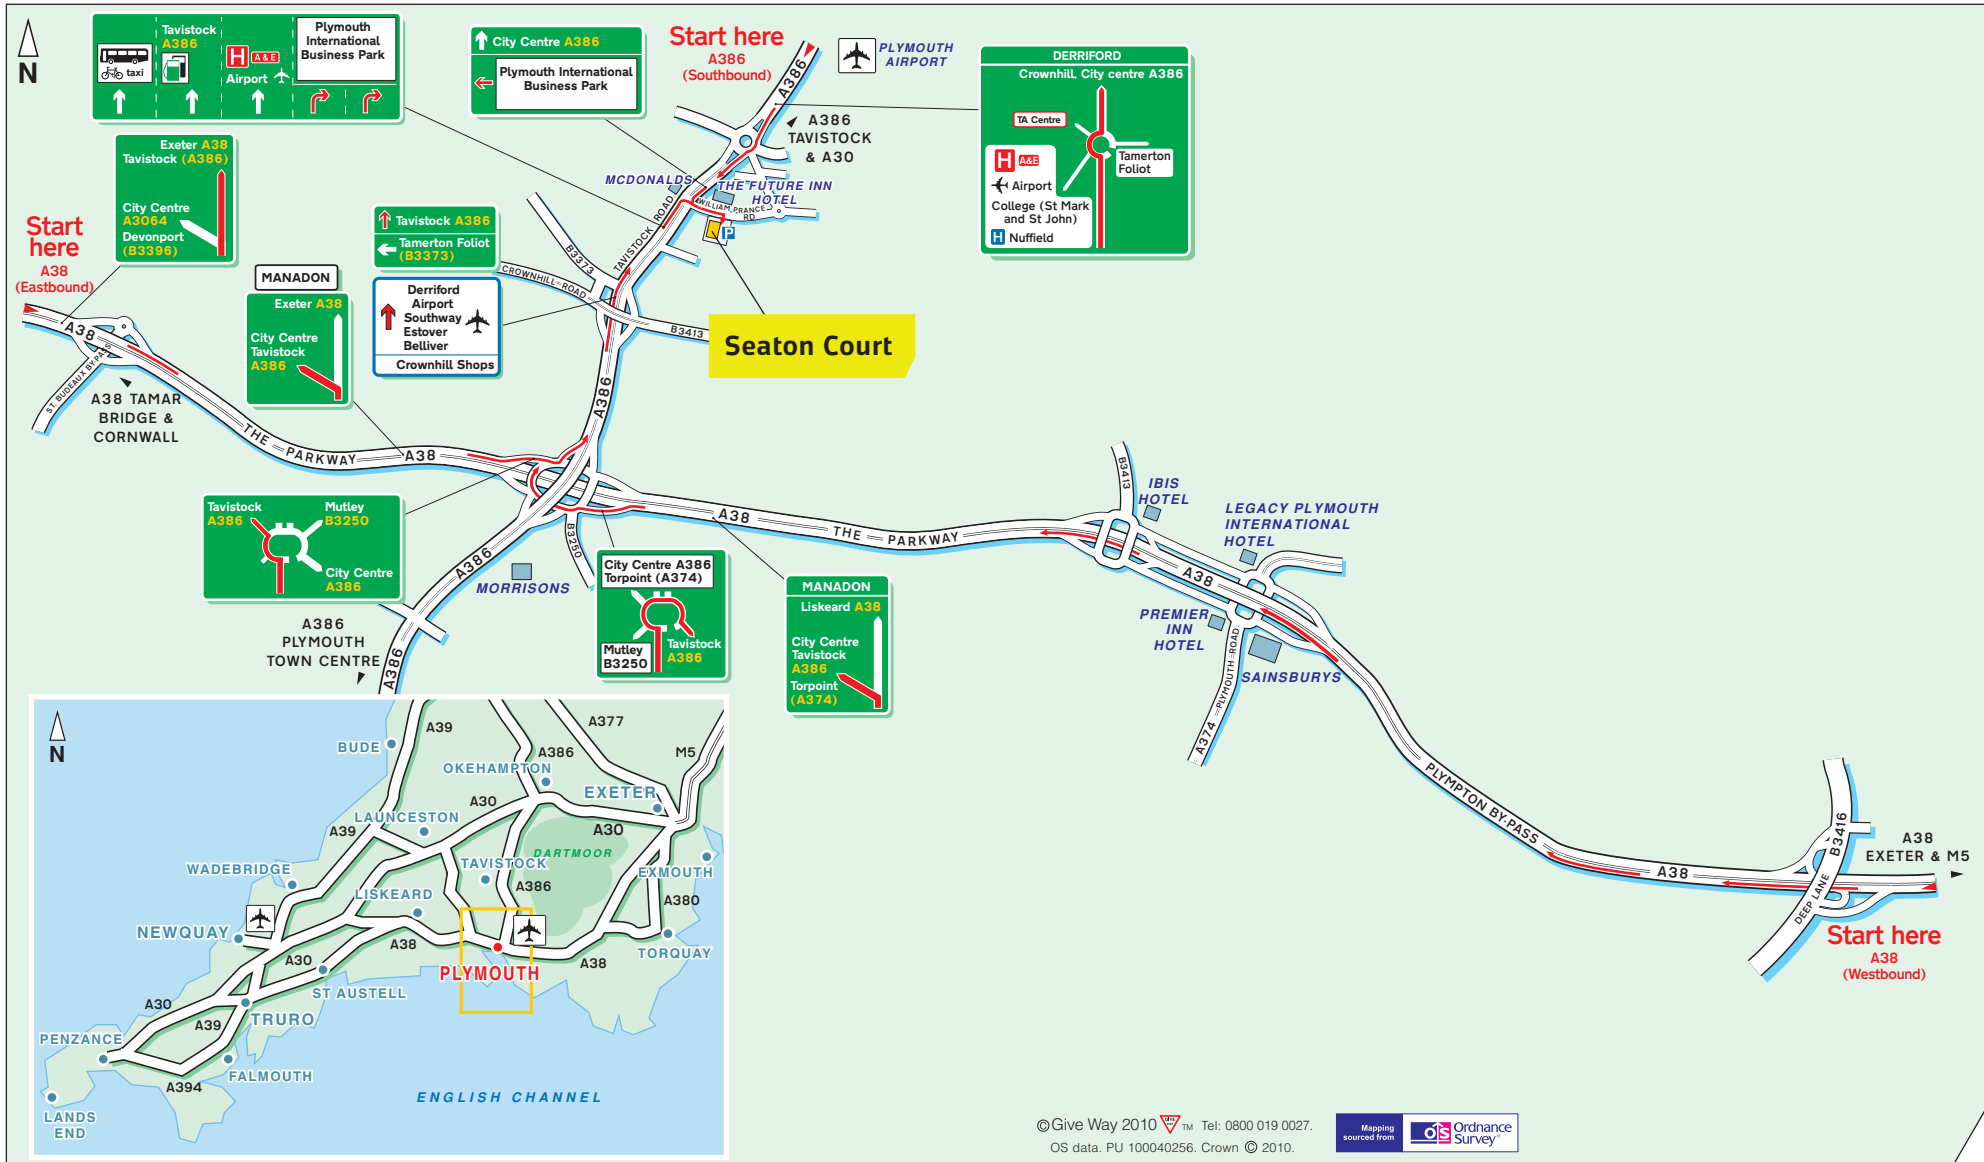 N
taxi
Tavistock
A386
H A&E
Airport
Plymouth
International
Business Park
City Centre A386
Plymouth International
Business Park
Start here
A386
(Southbound)
A386
PLYMOUTH
AIRPORT
DERRIFORD
Crownhill, City centre A386
TA Centre
H A&E
Airport
College (St Mark
and St John)
H Nuffield
Tamerton
Foliot
A386
TAVISTOCK
& A30
MCDONALDS
THE FUTURE INN
HOTEL
WILLIAM PRANCE
RD
P
TAVISTOCK ROAD
Exeter A38
Tavistock (A386)
City Centre
A3064
Devonport
(B3396)
Start
here
A38
(Eastbound)
A38
ST. BUDEAUX BY-PASS
A38 TAMAR
BRIDGE &
CORNWALL
MANADON
Exeter A38
City Centre
Tavistock
A386
Tavistock A386
Tamerton Foliot
(B3373)
Derriford
Airport
Southway
Estover
Belliver
Crownhill Shops
B3373
CROWNHILL ROAD
B3413
Seaton Court
A386
THE PARKWAY A38
Tavistock
A386
Mutley
B3250
City Centre
A386
A386
B3250
MORRISONS
City Centre A386
Torpoint (A374)
Mutley
B3250
Tavistock
A386
A38 THE PARKWAY
MANADON
Liskeard A38
City Centre
Tavistock
A386
Torpoint
(A374)
B3413
IBIS
HOTEL
LEGACY PLYMOUTH
INTERNATIONAL
HOTEL
A38
PREMIER
INN
HOTEL
SAINSBURYS
A374 PLYMOUTH ROAD
PLYMPTON BY-PASS
A38
B3416
DEEP LANE
A38
EXETER & M5
Start here
A38
(Westbound)
A386
PLYMOUTH
TOWN CENTRE
A386
N
BUDE
A39
A377
M5
A386
OKEHAMPTON
EXETER
A30
LAUNCESTON
A39
A30
DARTMOOR
TAVISTOCK
EXMOUTH
WADEBRIDGE
LISKEARD
A386
A380
NEWQUAY
A38
TORQUAY
A30
A38
PLYMOUTH
ST AUSTELL
A30
A39
TRURO
PENZANCE
FALMOUTH
A394
LANDS
END
ENGLISH CHANNEL
© Give Way 2010 GIVE WAY TM Tel: 0800 019 0027.
OS data. PU 100040256. Crown © 2010.
Mapping
sourced from
OS Ordnance
Survey®